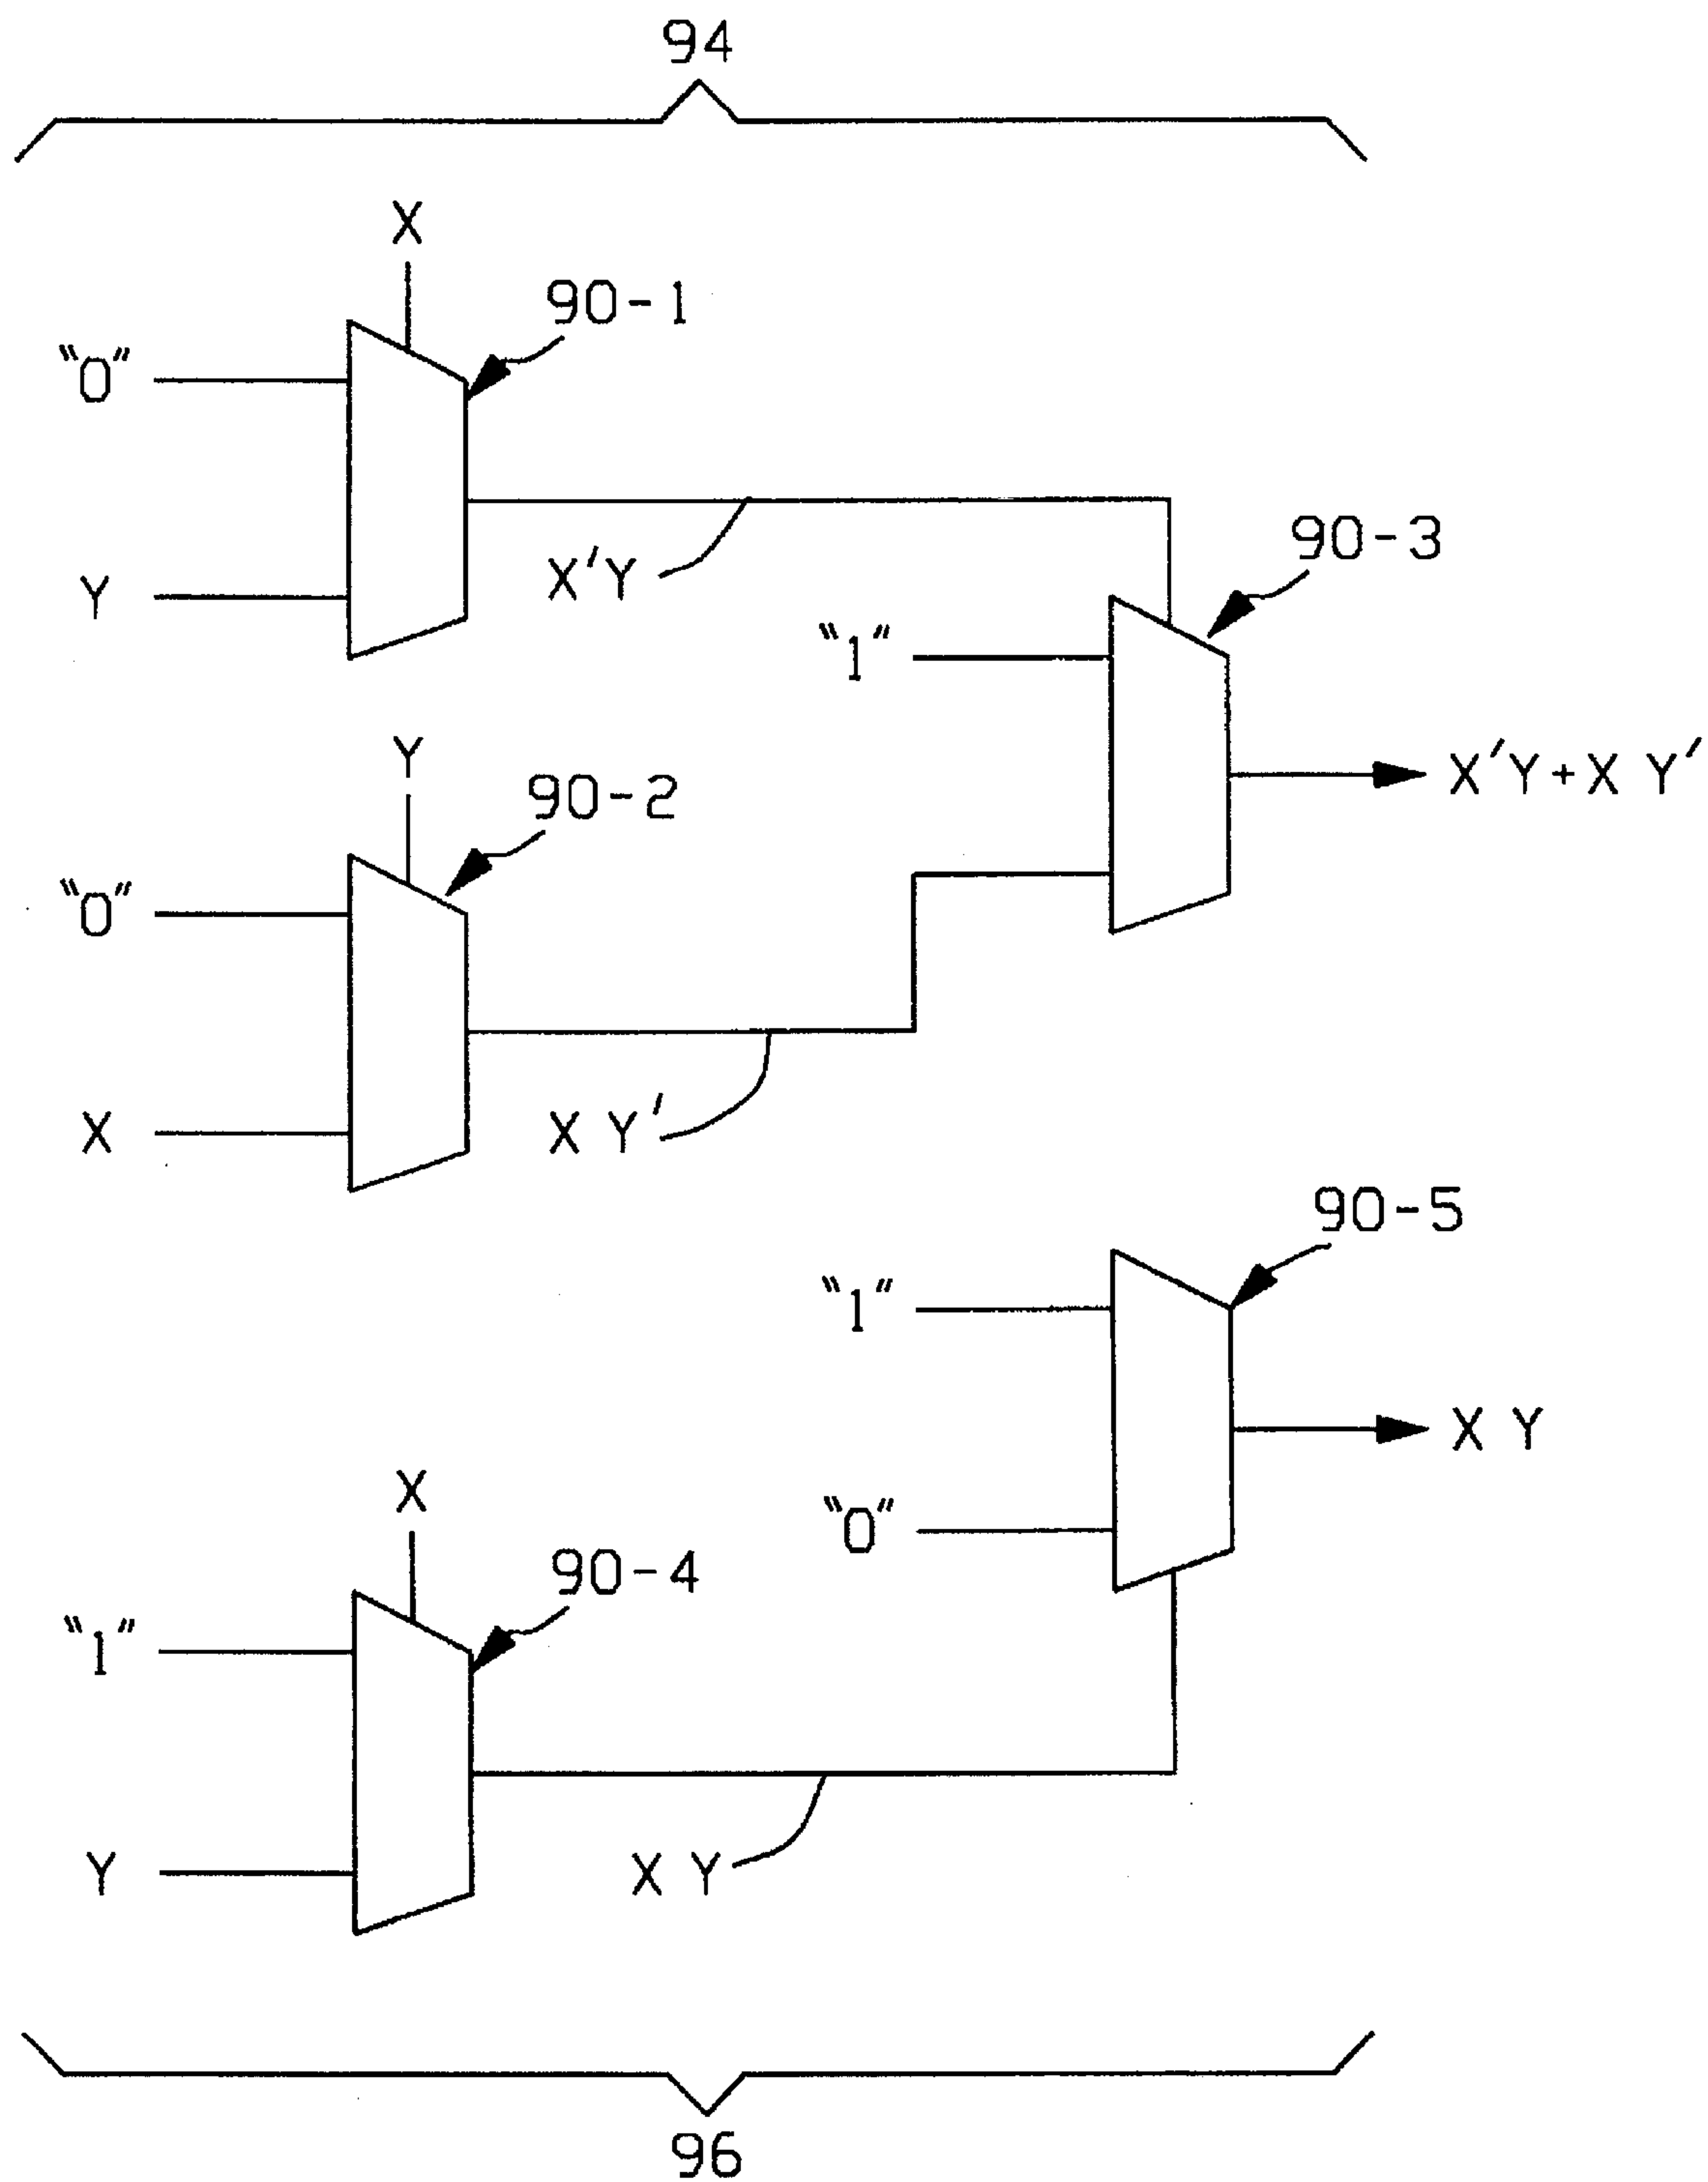 94
X
90-1
“0”
Y
X'Y
90-3
“1”
Y
90-2
X'Y+X Y'
“0”
X
X Y'
90-5
“1”
X Y
X
“0”
90-4
“1”
Y
X Y
96